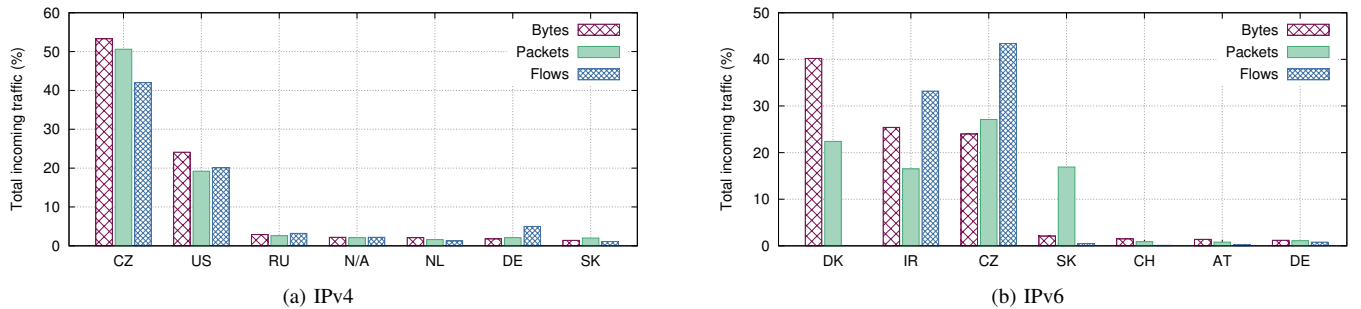 Total incoming traffic (%)
60
50
40
30
20
10
0
Bytes
Packets
Flows
CZ US RU N/A NL DE SK
(a) IPv4
Total incoming traffic (%)
50
40
30
20
10
0
Bytes
Packets
Flows
DK IR CZ SK CH AT DE
(b) IPv6